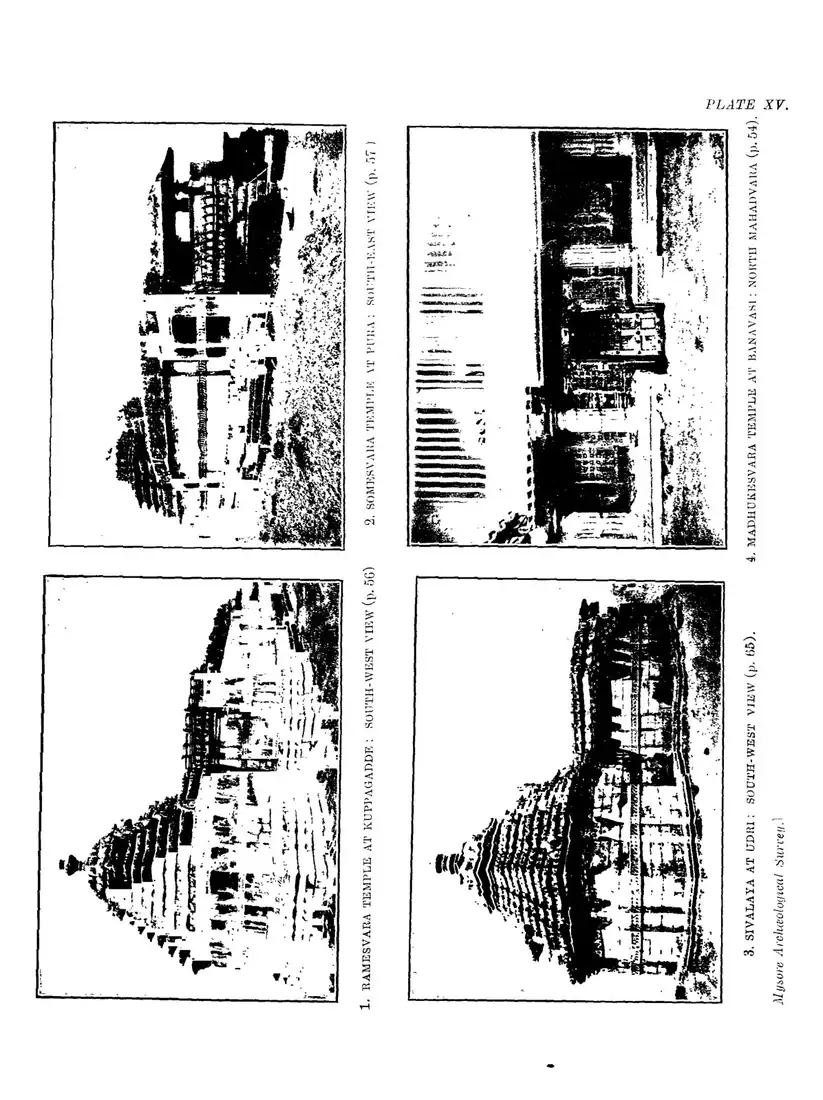 PLATE XV.
1. RAMESVARA TEMPLE AT KUPPAGADDE: SOUTH-WEST VIEW (p. 56)
2. SOMESVARA TEMPLE AT PURA: SOUTH-EAST VIEW (p. 57)
3. SIVALAYA AT UDRI: SOUTH-WEST VIEW (p. 65).
4. MADHUKESVARA TEMPLE AT BANAVASI: NORTH MAHADVARA (p. 54).
Mysore Archæological Survey.]